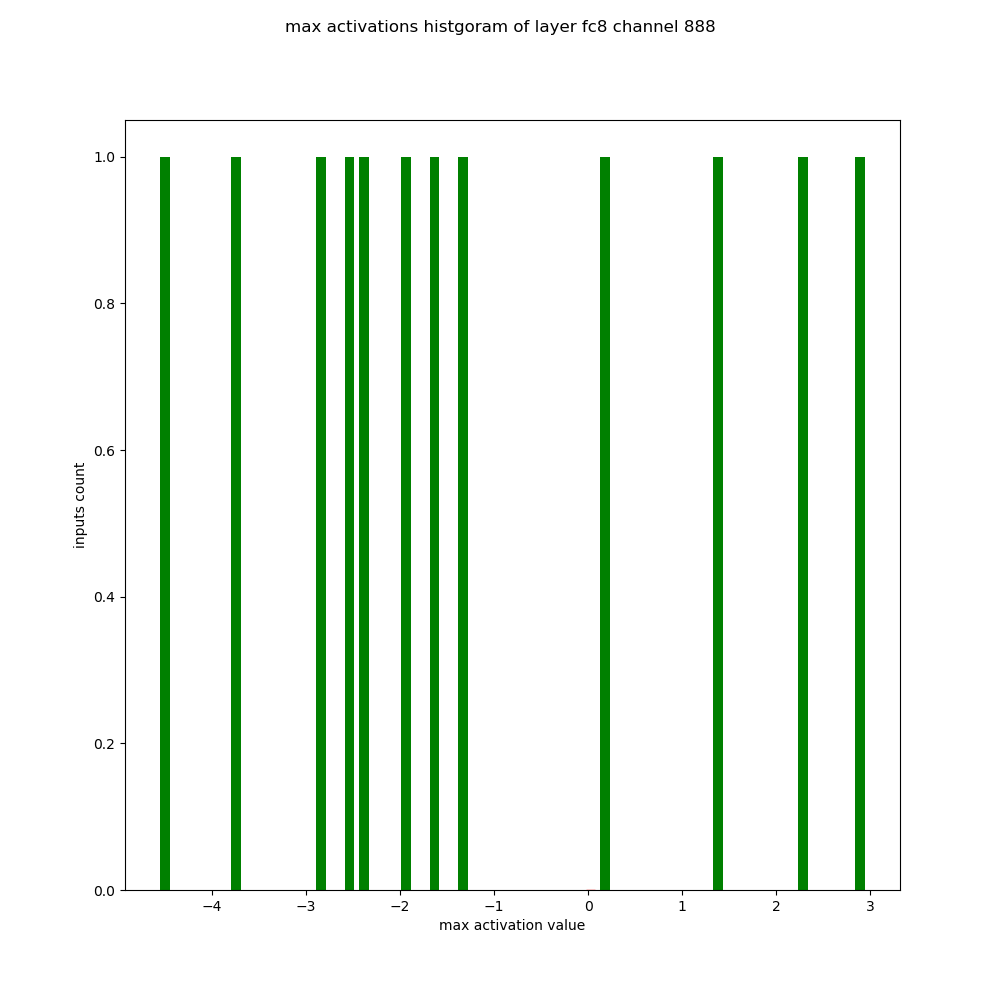 max activations histgoram of layer fc8 channel 888
1.0
0.8
0.6
0.4
0.2
0.0
inputs count
−4 −3 −2 −1 0 1 2 3
max activation value